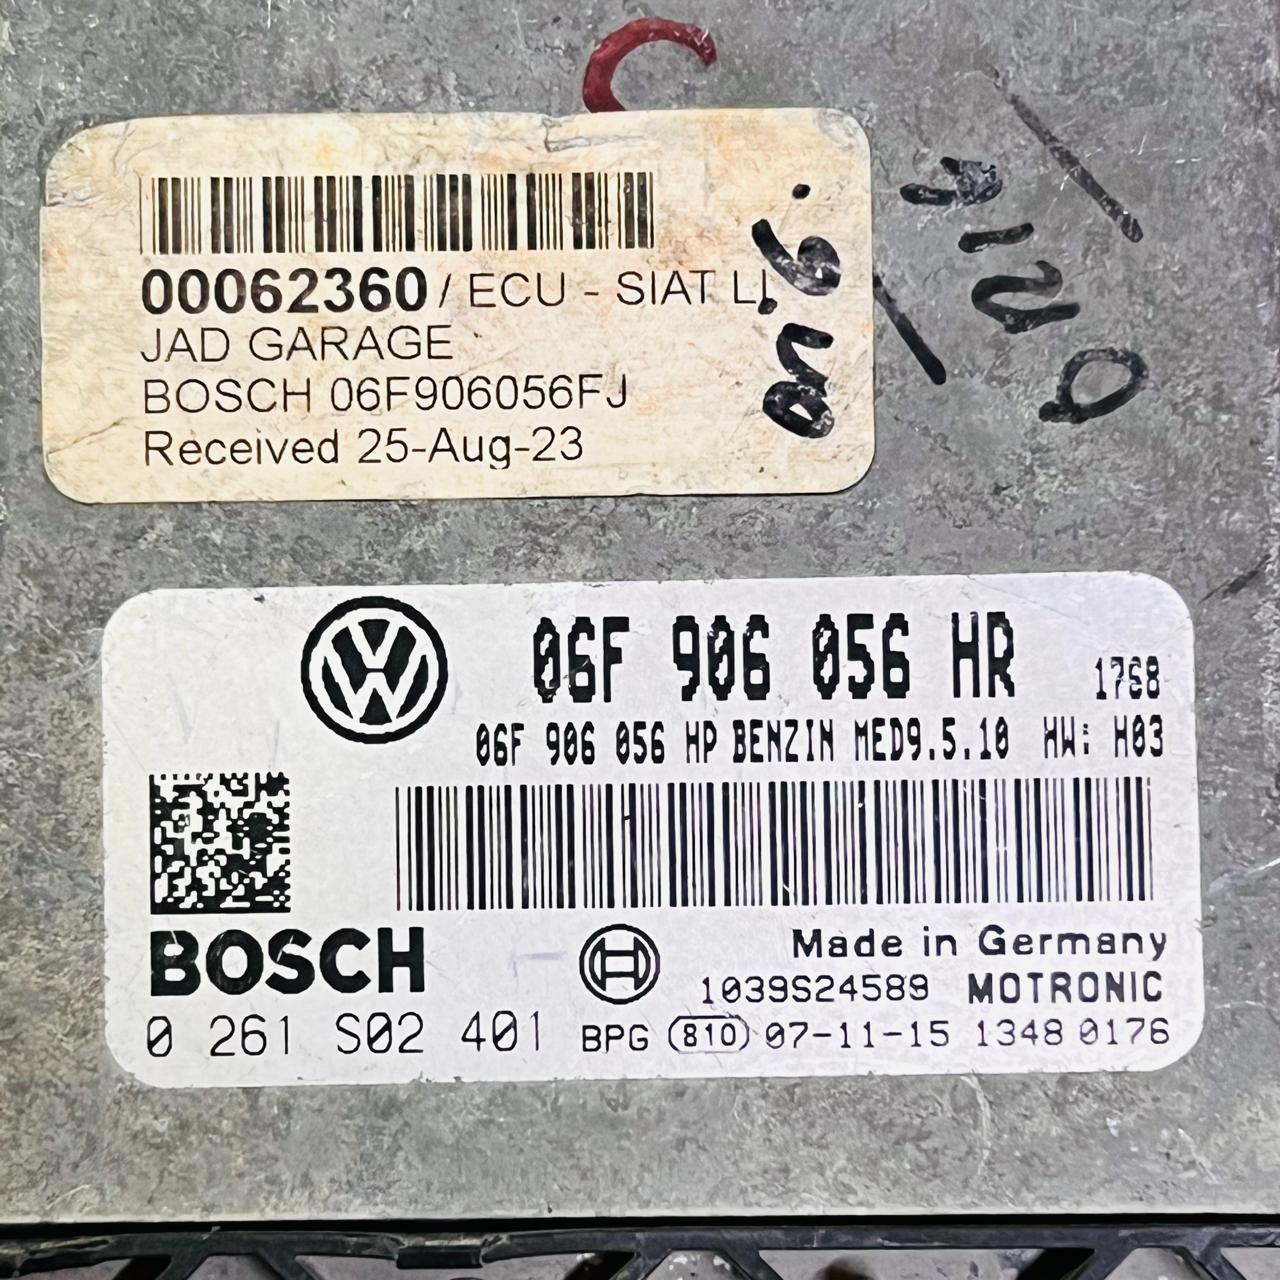 00062360 / ECU - SIAT LI
JAD GARAGE
BOSCH 06F906056FJ
Received 25-Aug-23
06F 906 056 HR 1768
06F 906 056 HP BENZIN MED9.5.10 HW: H03
BOSCH
Made in Germany
1039S24589 MOTRONIC
0 261 S02 401 BPG 810 07-11-15 1348 0176